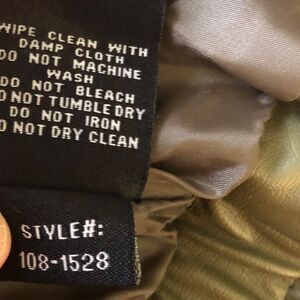 WIPE CLEAN WITH
DAMP CLOTH
DO NOT MACHINE
WASH
DO NOT BLEACH
DO NOT TUMBLE DRY
DO NOT IRON
DO NOT DRY CLEAN
STYLE#:
108-1528